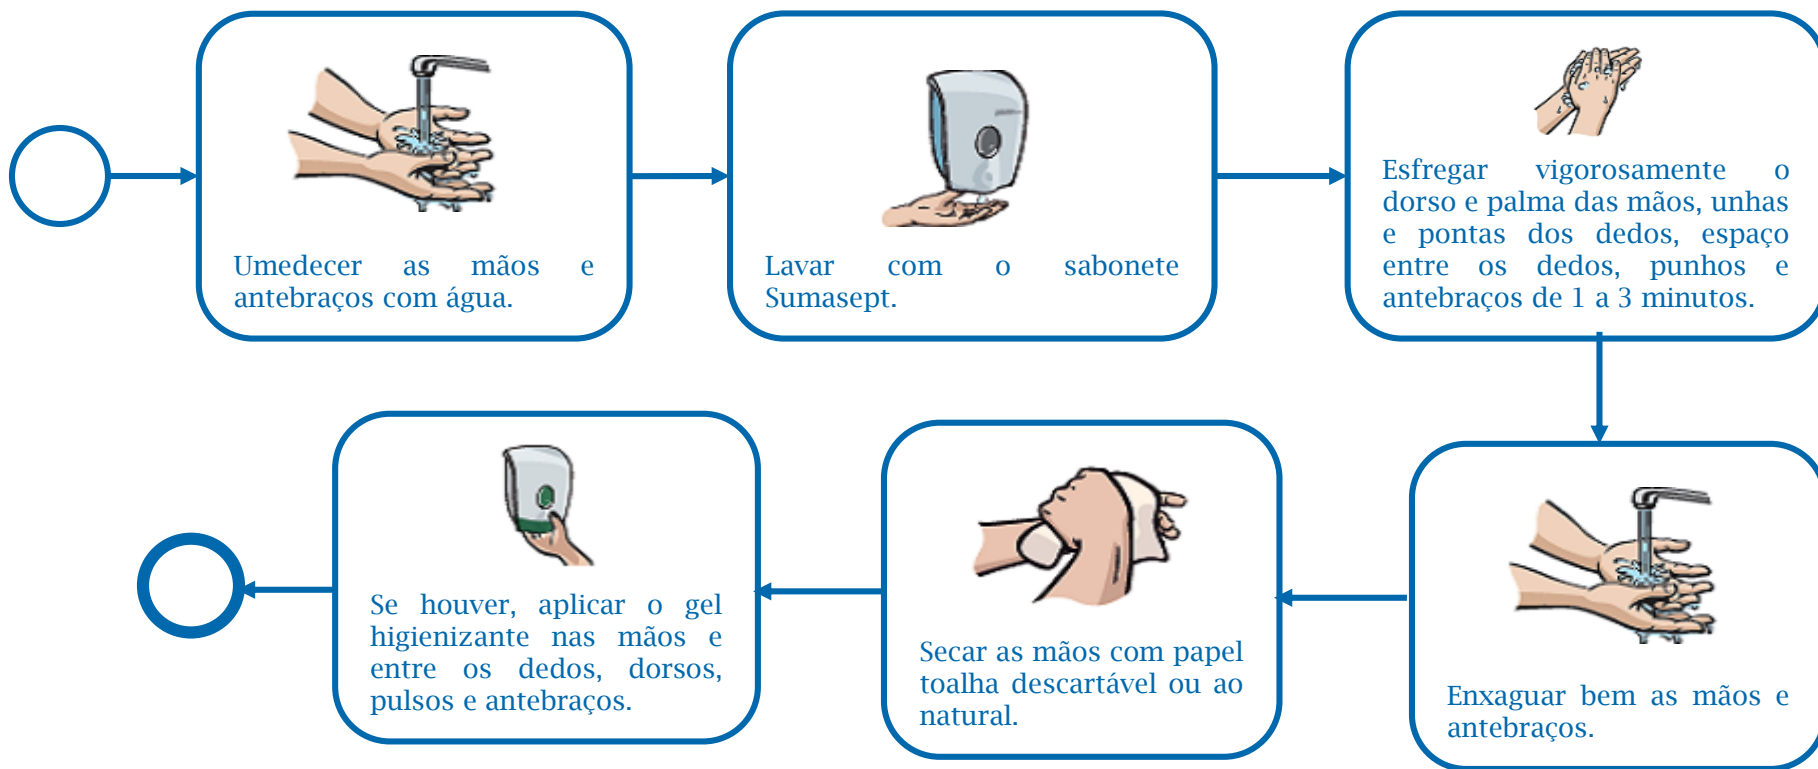 Umedecer as mãos e
antebraços com água.
Lavar com o sabonete
Sumasept.
Esfregar vigorosamente o
dorso e palma das mãos, unhas
e pontas dos dedos, espaço
entre os dedos, punhos e
antebraços de 1 a 3 minutos.
Enxaguar bem as mãos e
antebraços.
Secar as mãos com papel
toalha descartável ou ao
natural.
Se houver, aplicar o gel
higienizante nas mãos e
entre os dedos, dorsos,
pulsos e antebraços.